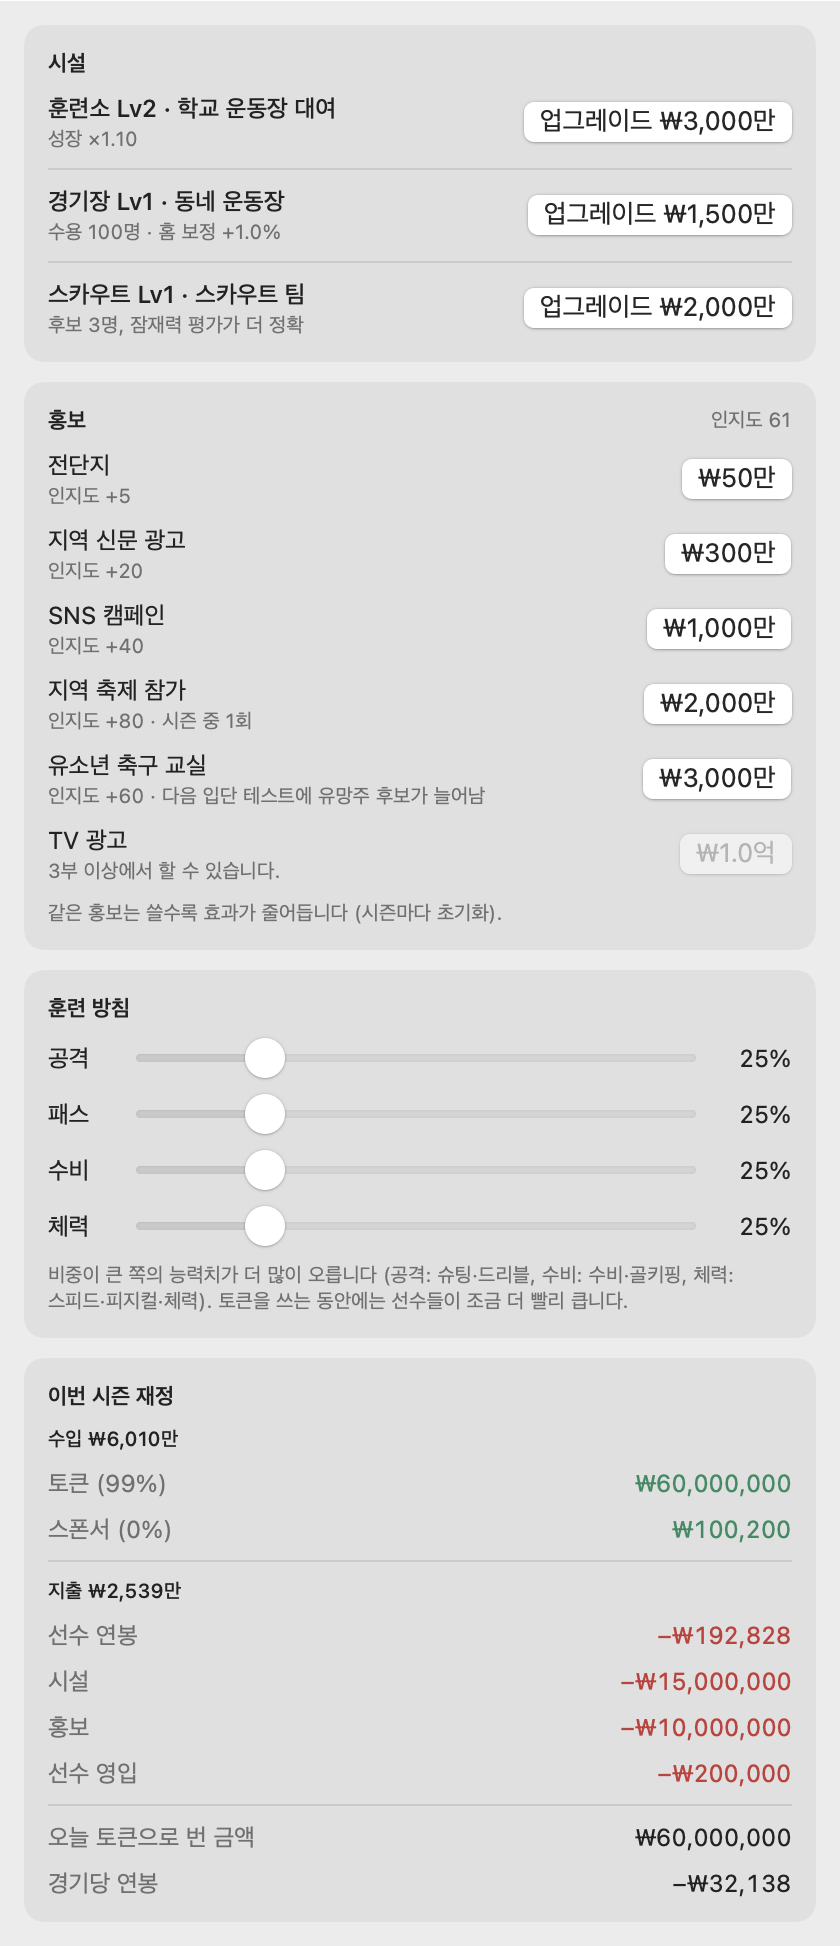 시설
훈련소 Lv2 · 학교 운동장 대여
성장 ×1.10
업그레이드 ₩3,000만
경기장 Lv1 · 동네 운동장
수용 100명 · 홈 보정 +1.0%
업그레이드 ₩1,500만
스카우트 Lv1 · 스카우트 팀
후보 3명, 잠재력 평가가 더 정확
업그레이드 ₩2,000만
홍보
인지도 61
전단지
인지도 +5
₩50만
지역 신문 광고
인지도 +20
₩300만
SNS 캠페인
인지도 +40
₩1,000만
지역 축제 참가
인지도 +80 · 시즌 중 1회
₩2,000만
유소년 축구 교실
인지도 +60 · 다음 입단 테스트에 유망주 후보가 늘어남
₩3,000만
TV 광고
3부 이상에서 할 수 있습니다.
₩1.0억
같은 홍보는 쓸수록 효과가 줄어듭니다 (시즌마다 초기화).
훈련 방침
공격 25%
패스 25%
수비 25%
체력 25%
비중이 큰 쪽의 능력치가 더 많이 오릅니다 (공격: 슈팅·드리블, 수비: 수비·골키핑, 체력:
스피드·피지컬·체력). 토큰을 쓰는 동안에는 선수들이 조금 더 빨리 큽니다.
이번 시즌 재정
수입 ₩6,010만
토큰 (99%) ₩60,000,000
스폰서 (0%) ₩100,200
지출 ₩2,539만
선수 연봉 –₩192,828
시설 –₩15,000,000
홍보 –₩10,000,000
선수 영입 –₩200,000
오늘 토큰으로 번 금액 ₩60,000,000
경기당 연봉 –₩32,138